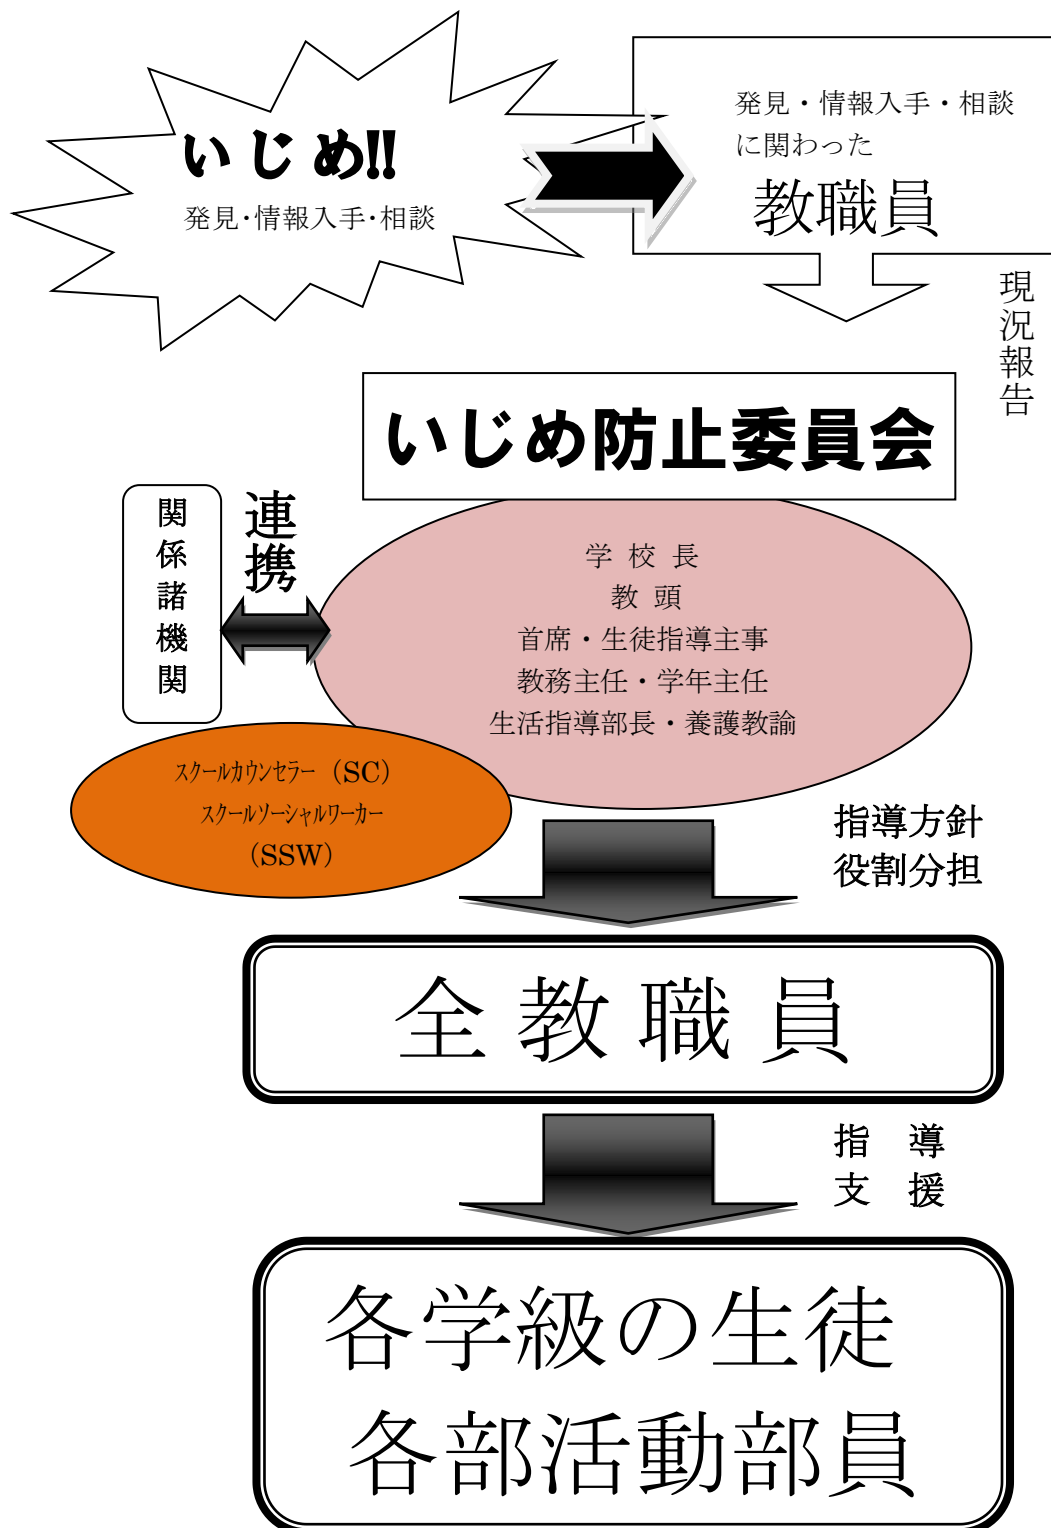 いじめ!!
発見・情報入手・相談
発見・情報入手・相談
に関わった
教職員
現況報告
いじめ防止委員会
関係諸機関
連携
学 校 長
教 頭
首席・生徒指導主事
教務主任・学年主任
生活指導部長・養護教諭
スクールカウンセラー（SC）
スクールソーシャルワーカー
（SSW）
指導方針
役割分担
全 教 職 員
指　導
支　援
各学級の生徒
各部活動部員